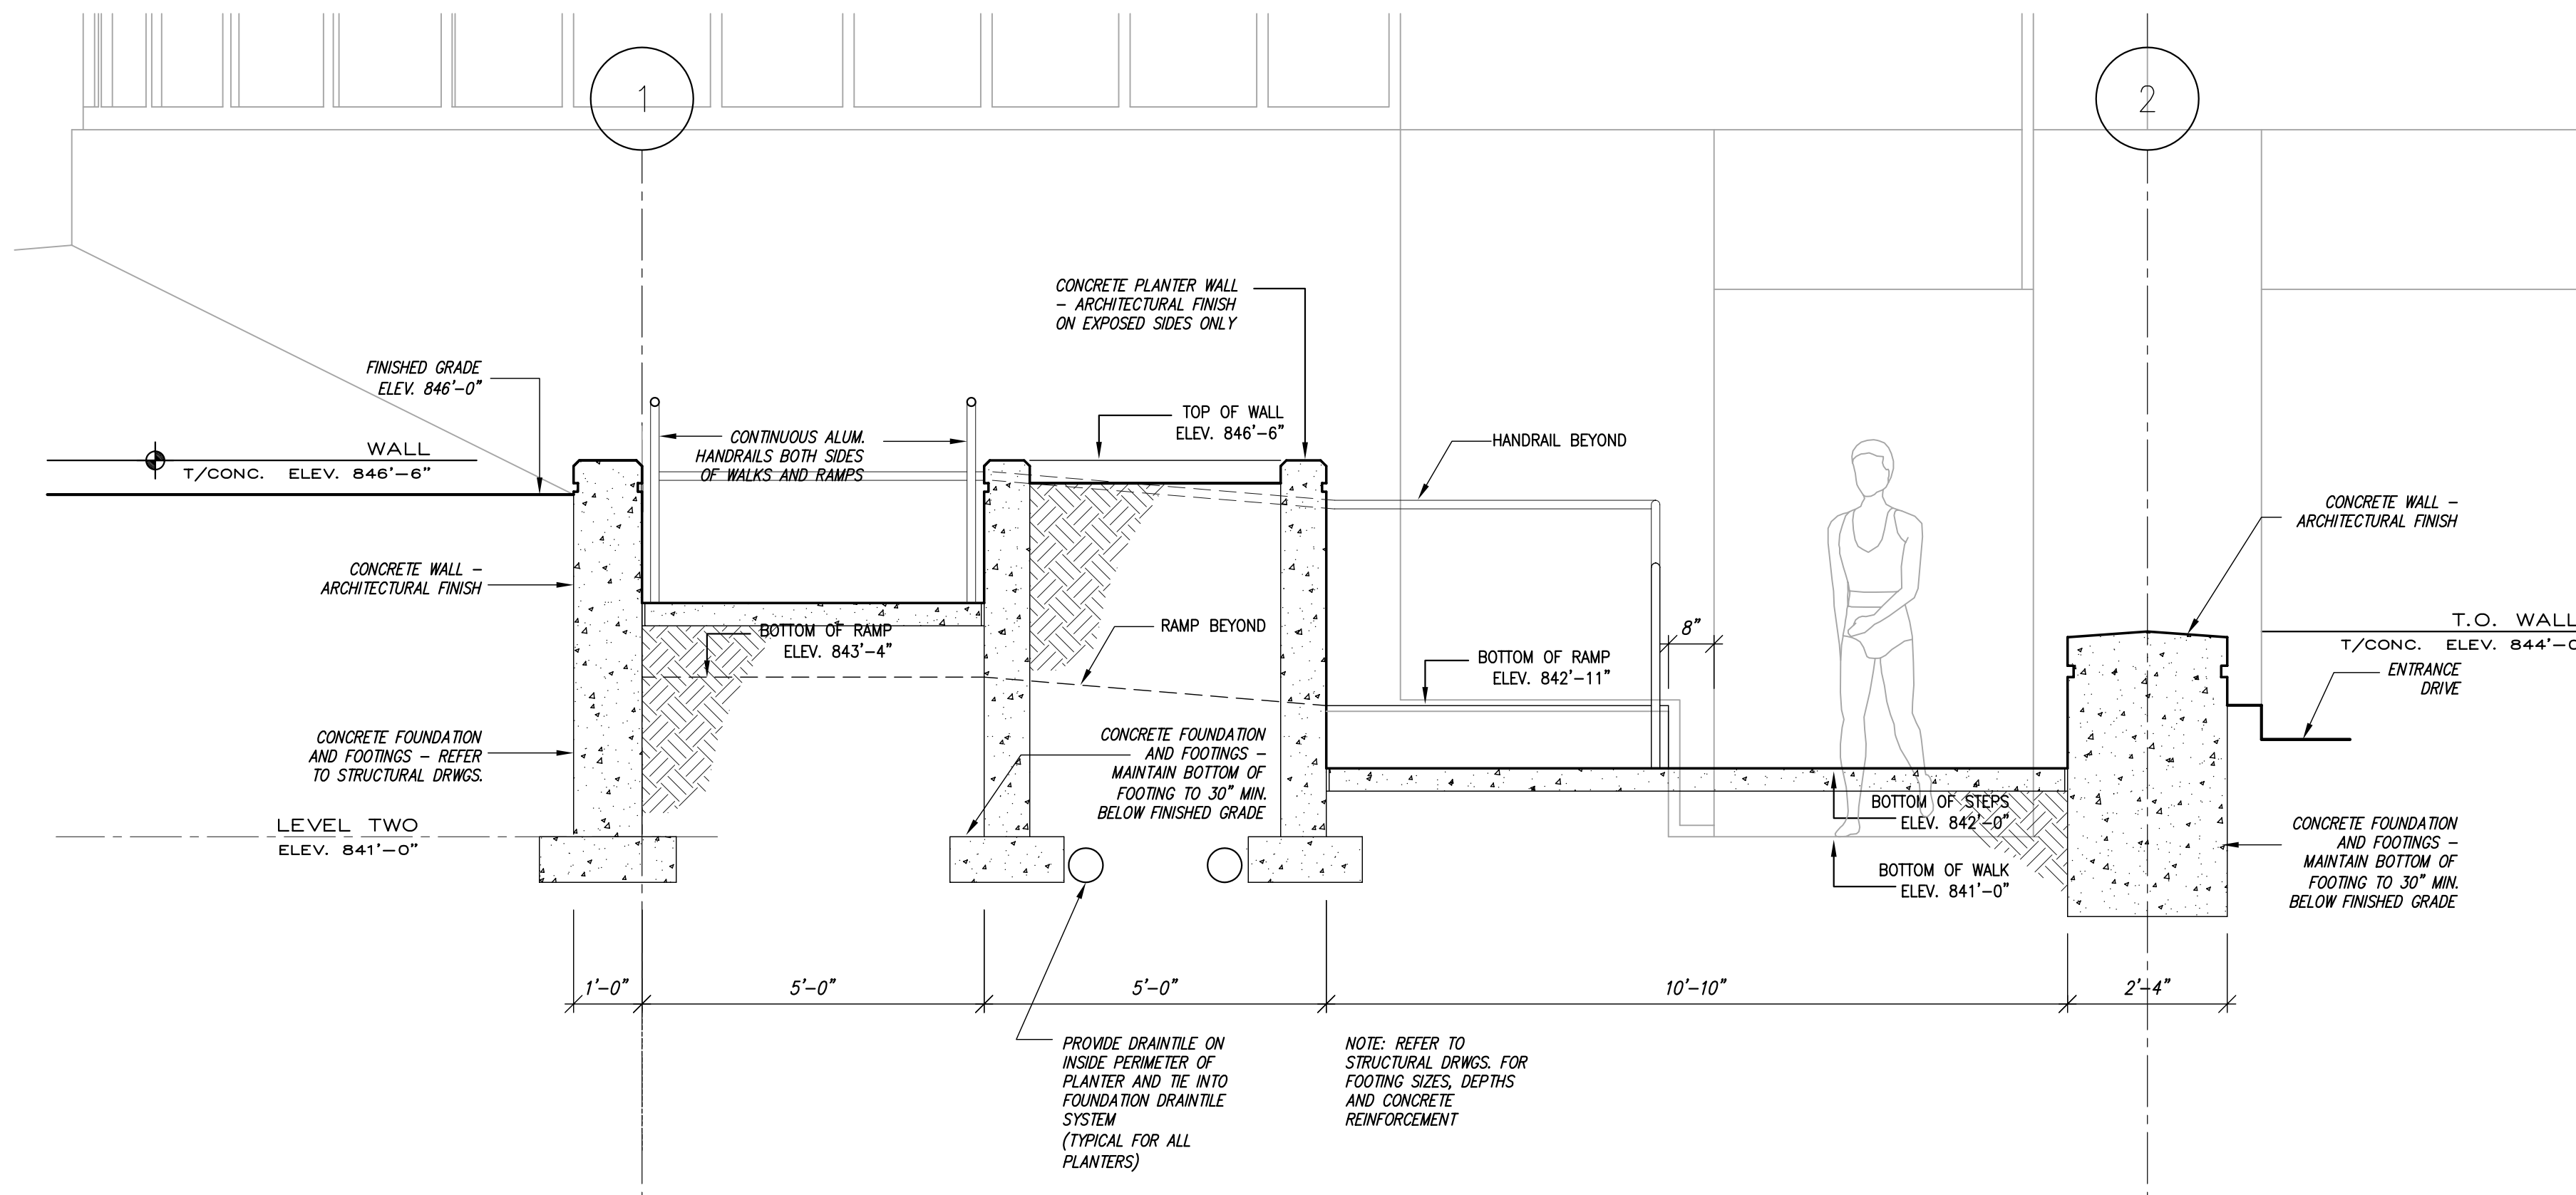 1
2
CONCRETE PLANTER WALL
– ARCHITECTURAL FINISH
ON EXPOSED SIDES ONLY
FINISHED GRADE
ELEV. 846'–0"
WALL
T/CONC. ELEV. 846'–6"
CONTINUOUS ALUM.
HANDRAILS BOTH SIDES
OF WALKS AND RAMPS
TOP OF WALL
ELEV. 846'–6"
HANDRAIL BEYOND
CONCRETE WALL –
ARCHITECTURAL FINISH
CONCRETE WALL –
ARCHITECTURAL FINISH
BOTTOM OF RAMP
ELEV. 843'–4"
RAMP BEYOND
BOTTOM OF RAMP
ELEV. 842'–11"
8"
T.O. WALL
T/CONC. ELEV. 844'–0
ENTRANCE
DRIVE
CONCRETE FOUNDATION
AND FOOTINGS – REFER
TO STRUCTURAL DRWGS.
CONCRETE FOUNDATION
AND FOOTINGS –
MAINTAIN BOTTOM OF
FOOTING TO 30" MIN.
BELOW FINISHED GRADE
BOTTOM OF STEPS
ELEV. 842'–0"
BOTTOM OF WALK
ELEV. 841'–0"
CONCRETE FOUNDATION
AND FOOTINGS –
MAINTAIN BOTTOM OF
FOOTING TO 30" MIN.
BELOW FINISHED GRADE
LEVEL TWO
ELEV. 841'–0"
1'–0"
5'–0"
5'–0"
10'–10"
2'–4"
PROVIDE DRAINTILE ON
INSIDE PERIMETER OF
PLANTER AND TIE INTO
FOUNDATION DRAINTILE
SYSTEM
(TYPICAL FOR ALL
PLANTERS)
NOTE: REFER TO
STRUCTURAL DRWGS. FOR
FOOTING SIZES, DEPTHS
AND CONCRETE
REINFORCEMENT